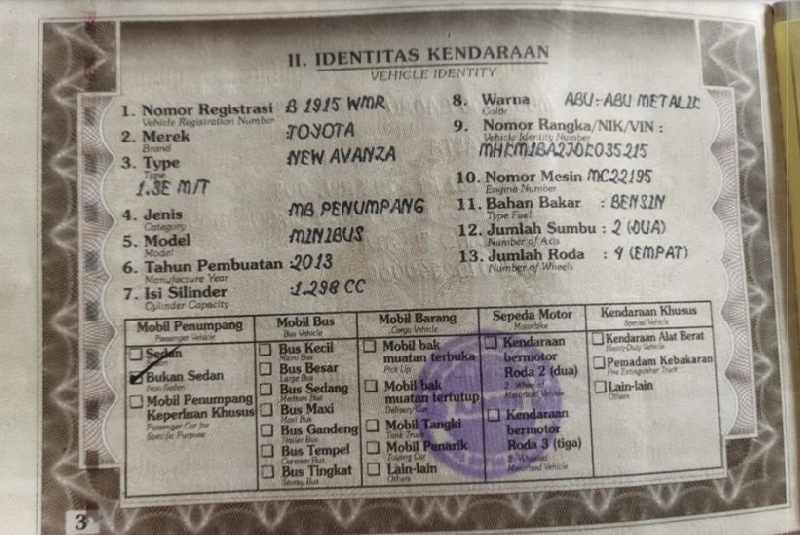 II. IDENTITAS KENDARAAN
VEHICLE IDENTITY
1. Nomor Registrasi B 1915 WMR
Vehicle Registration Number
2. Merek TOYOTA
Brand
3. Type NEW AVANZA
Type
1.3E M/T
4. Jenis MB PENUMPANG
Category
5. Model MINIBUS
Model
6. Tahun Pembuatan : 2013
Manufacture Year
7. Isi Silinder : 1.298 CC
Cylinder Capacity
8. Warna ABU-ABU METALIK
Color
9. Nomor Rangka/NIK/VIN :
Vehicle Identity Number
MHKM1BA2JDK035215
10. Nomor Mesin MC22195
Engine Number
11. Bahan Bakar : BENSIN
Type Fuel
12. Jumlah Sumbu : 2 (DUA)
Number of Axis
13. Jumlah Roda : 4 (EMPAT)
Number of Wheels
Mobil Penumpang
Passenger Vehicle
Sedan
Bukan Sedan
Non Sedan
Mobil Penumpang
Keperluan Khusus
Passenger Car for
Specific Purpose
Mobil Bus
Bus Vehicle
Bus Kecil
Micro Bus
Bus Besar
Large Bus
Bus Sedang
Medium Bus
Bus Maxi
Maxi Bus
Bus Gandeng
Trailer Bus
Bus Tempel
Caravan Bus
Bus Tingkat
Storey Bus
Mobil Barang
Cargo Vehicle
Mobil bak
muatan terbuka
Pick Up
Mobil bak
muatan tertutup
Delivery Car
Mobil Tangki
Tank Truck
Mobil Penarik
Towing Car
Lain-lain
Others
Sepeda Motor
Motorbike
Kendaraan
bermotor
Roda 2 (dua)
2 - Wheeled
Motorized Vehicle
Kendaraan
bermotor
Roda 3 (tiga)
3 - Wheeled
Motorized Vehicle
Kendaraan Khusus
Special Vehicle
Kendaraan Alat Berat
Heavy-Duty Vehicle
Pemadam Kebakaran
Fire Extinguisher Truck
Lain-lain
Others
3